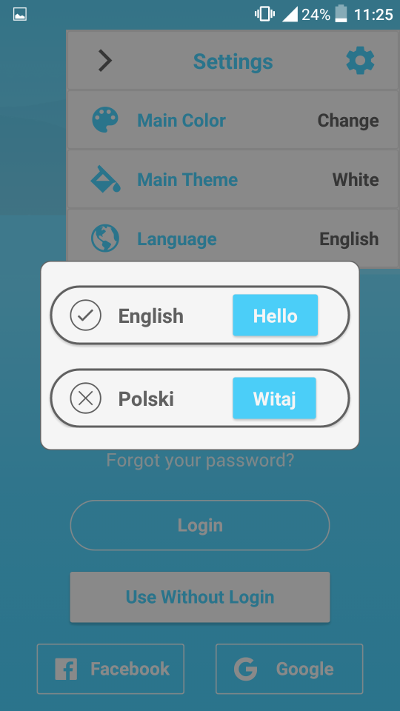 24% 11:25
Settings
Main Color Change
Main Theme White
Language English
English Hello
Polski Witaj
Forgot your password?
Login
Use Without Login
Facebook Google